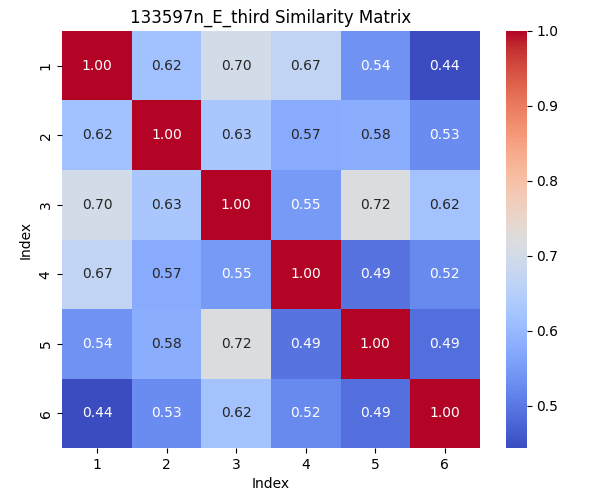 133597n_E_third Similarity Matrix
1 1.00 0.62 0.70 0.67 0.54 0.44
2 0.62 1.00 0.63 0.57 0.58 0.53
3 0.70 0.63 1.00 0.55 0.72 0.62
4 0.67 0.57 0.55 1.00 0.49 0.52
5 0.54 0.58 0.72 0.49 1.00 0.49
6 0.44 0.53 0.62 0.52 0.49 1.00
1 2 3 4 5 6
Index
Index
1.0
0.9
0.8
0.7
0.6
0.5